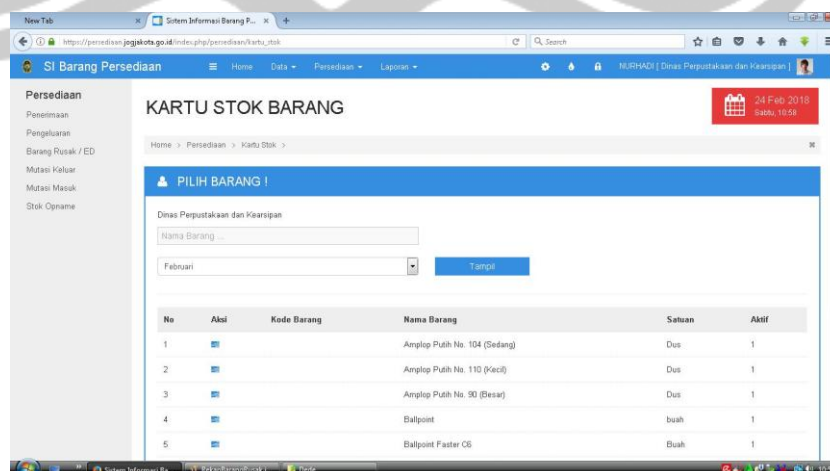 New Tab
Sistem Informasi Barang P...
https://persediaan.jogjakota.go.id/index.php/persediaan/kartu_stok
Search
SI Barang Persediaan
Home Data Persediaan Laporan
NURHADI [ Dinas Perpustakaan dan Kearsipan ]
Persediaan
Penerimaan
Pengeluaran
Barang Rusak / ED
Mutasi Keluar
Mutasi Masuk
Stok Opname
KARTU STOK BARANG
24 Feb 2018
Sabtu, 10:58
Home > Persediaan > Kartu Stok >
PILIH BARANG !
Dinas Perpustakaan dan Kearsipan
Nama Barang ...
Februari
Tampil
No Aksi Kode Barang Nama Barang Satuan Aktif
1 Amplop Putih No. 104 (Sedang) Dus 1
2 Amplop Putih No. 110 (Kecil) Dus 1
3 Amplop Putih No. 90 (Besar) Dus 1
4 Ballpoint buah 1
5 Ballpoint Faster C6 Buah 1
Sistem Informasi Ba...
Dede